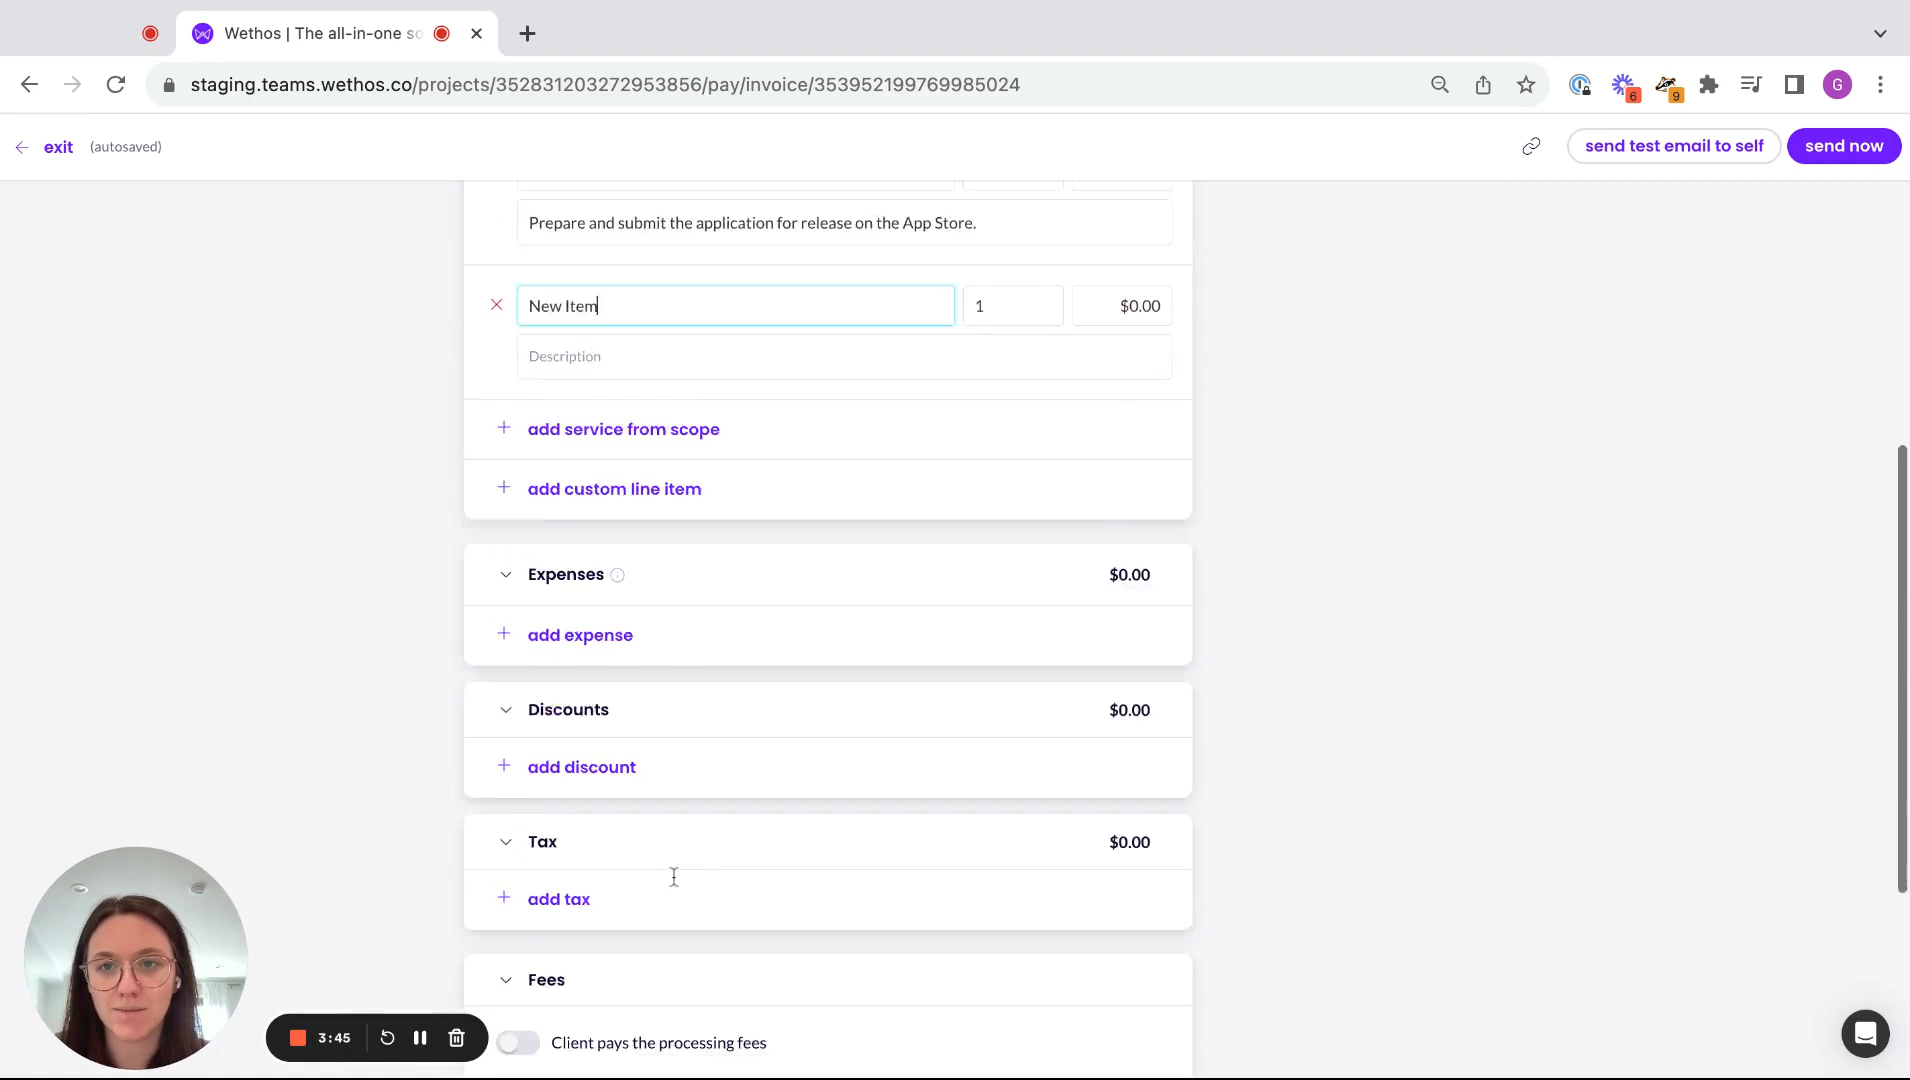 Wethos | The all-in-one so
staging.teams.wethos.co/projects/352831203272953856/pay/invoice/353952199769985024
6
9
G
exit
(autosaved)
send test email to self
send now
Prepare and submit the application for release on the App Store.
New Item
1
$0.00
Description
add service from scope
add custom line item
Expenses
$0.00
add expense
Discounts
$0.00
add discount
Tax
$0.00
add tax
Fees
Client pays the processing fees
3:45